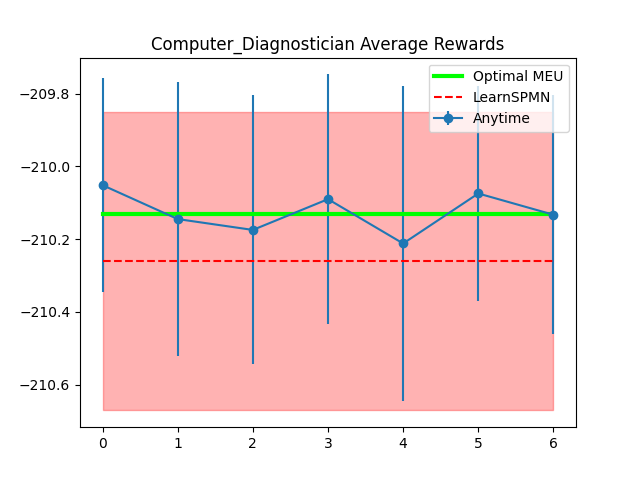 Computer_Diagnostician Average Rewards
Optimal MEU
LearnSPMN
Anytime
−209.8
−210.0
−210.2
−210.4
−210.6
0 1 2 3 4 5 6